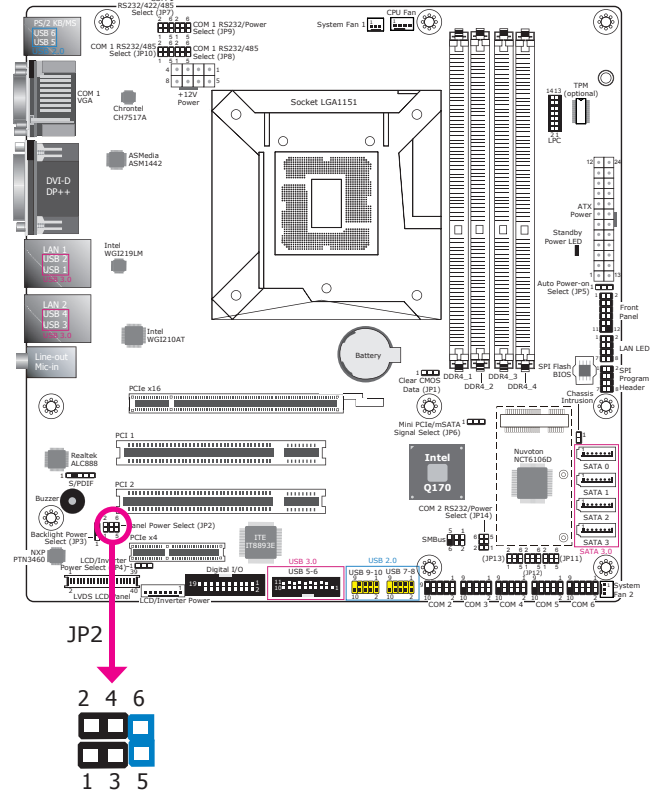 RS232/422/485
Select (JP7)
COM 1 RS232/Power
Select (JP9)
COM 1 RS232/485
Select (JP10)
COM 1 RS232/485
Select (JP8)
+12V
Power
System Fan 1
CPU Fan
PS/2 KB/MS
USB 6
USB 5
COM 1
VGA
Chrontel
CH7517A
Socket LGA1151
TPM
(optional)
LPC
ASMedia
ASM1442
DVI-D
DP++
ATX
Power
Standby
Power LED
LAN 1
USB 2
USB 1
USB 3.0
Intel
WGI219LM
Auto Power-on
Select (JP5)
LAN 2
USB 4
USB 3
USB 3.0
Front
Panel
Intel
WGI210AT
LAN LED
Line-out
Mic-in
Battery
Clear CMOS
Data (JP1)
DDR4_1
DDR4_2
DDR4_3
DDR4_4
SPI Flash
BIOS
SPI
Program
Header
Chassis
Intrusion
PCIe x16
Mini PCIe/mSATA
Signal Select (JP6)
PCI 1
Realtek
ALC888
S/PDIF
Intel
Q170
Nuvoton
NCT6106D
SATA 0
SATA 1
SATA 2
SATA 3
SATA 3.0
Buzzer
PCI 2
COM 2 RS232/Power
Select (JP14)
SMBus
Panel Power Select (JP2)
Backlight Power
Select (JP3)
PCIe x4
ITE
IT8893E
NXP
PTN3460
LCD/Inverter
Power Select (JP4)
Digital I/O
USB 3.0
USB 5-6
USB 2.0
USB 9-10
USB 7-8
(JP13)
(JP12)
(JP11)
LVDS LCD Panel
LCD/Inverter Power
COM 2
COM 3
COM 4
COM 5
COM 6
System
Fan 2
JP2
2 4 6
1 3 5